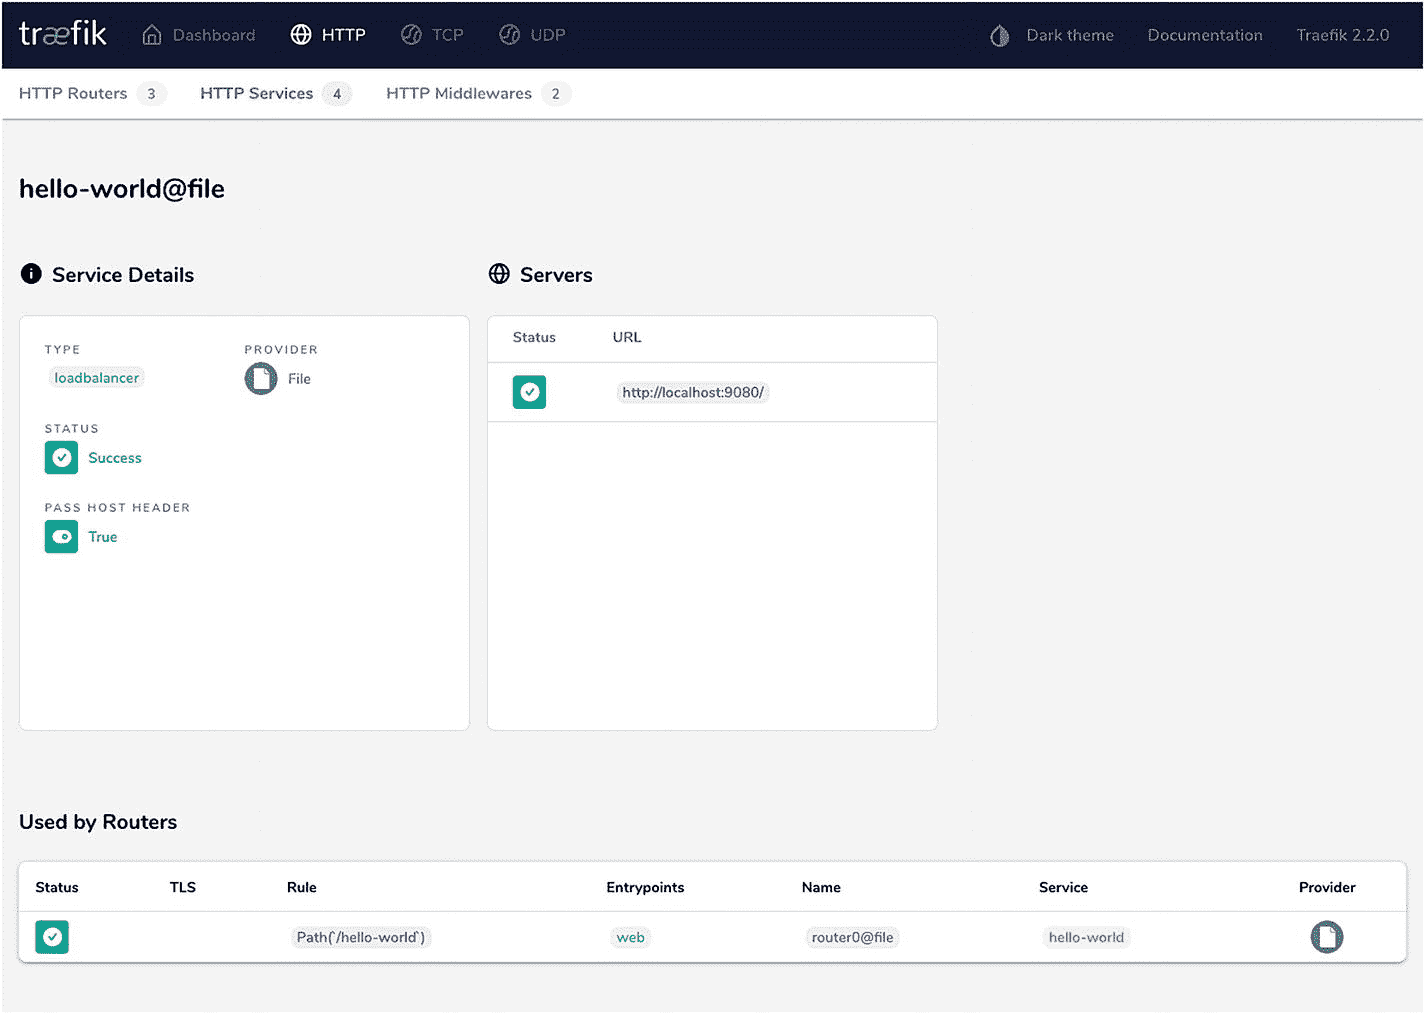 træfik Dashboard HTTP TCP UDP Dark theme Documentation Traefik 2.2.0
HTTP Routers 3 HTTP Services 4 HTTP Middlewares 2
hello-world@file
Service Details
TYPE PROVIDER
loadbalancer File
STATUS
Success
PASS HOST HEADER
True
Servers
Status URL
http://localhost:9080/
Used by Routers
Status TLS Rule Entrypoints Name Service Provider
Path(`/hello-world`) web router0@file hello-world